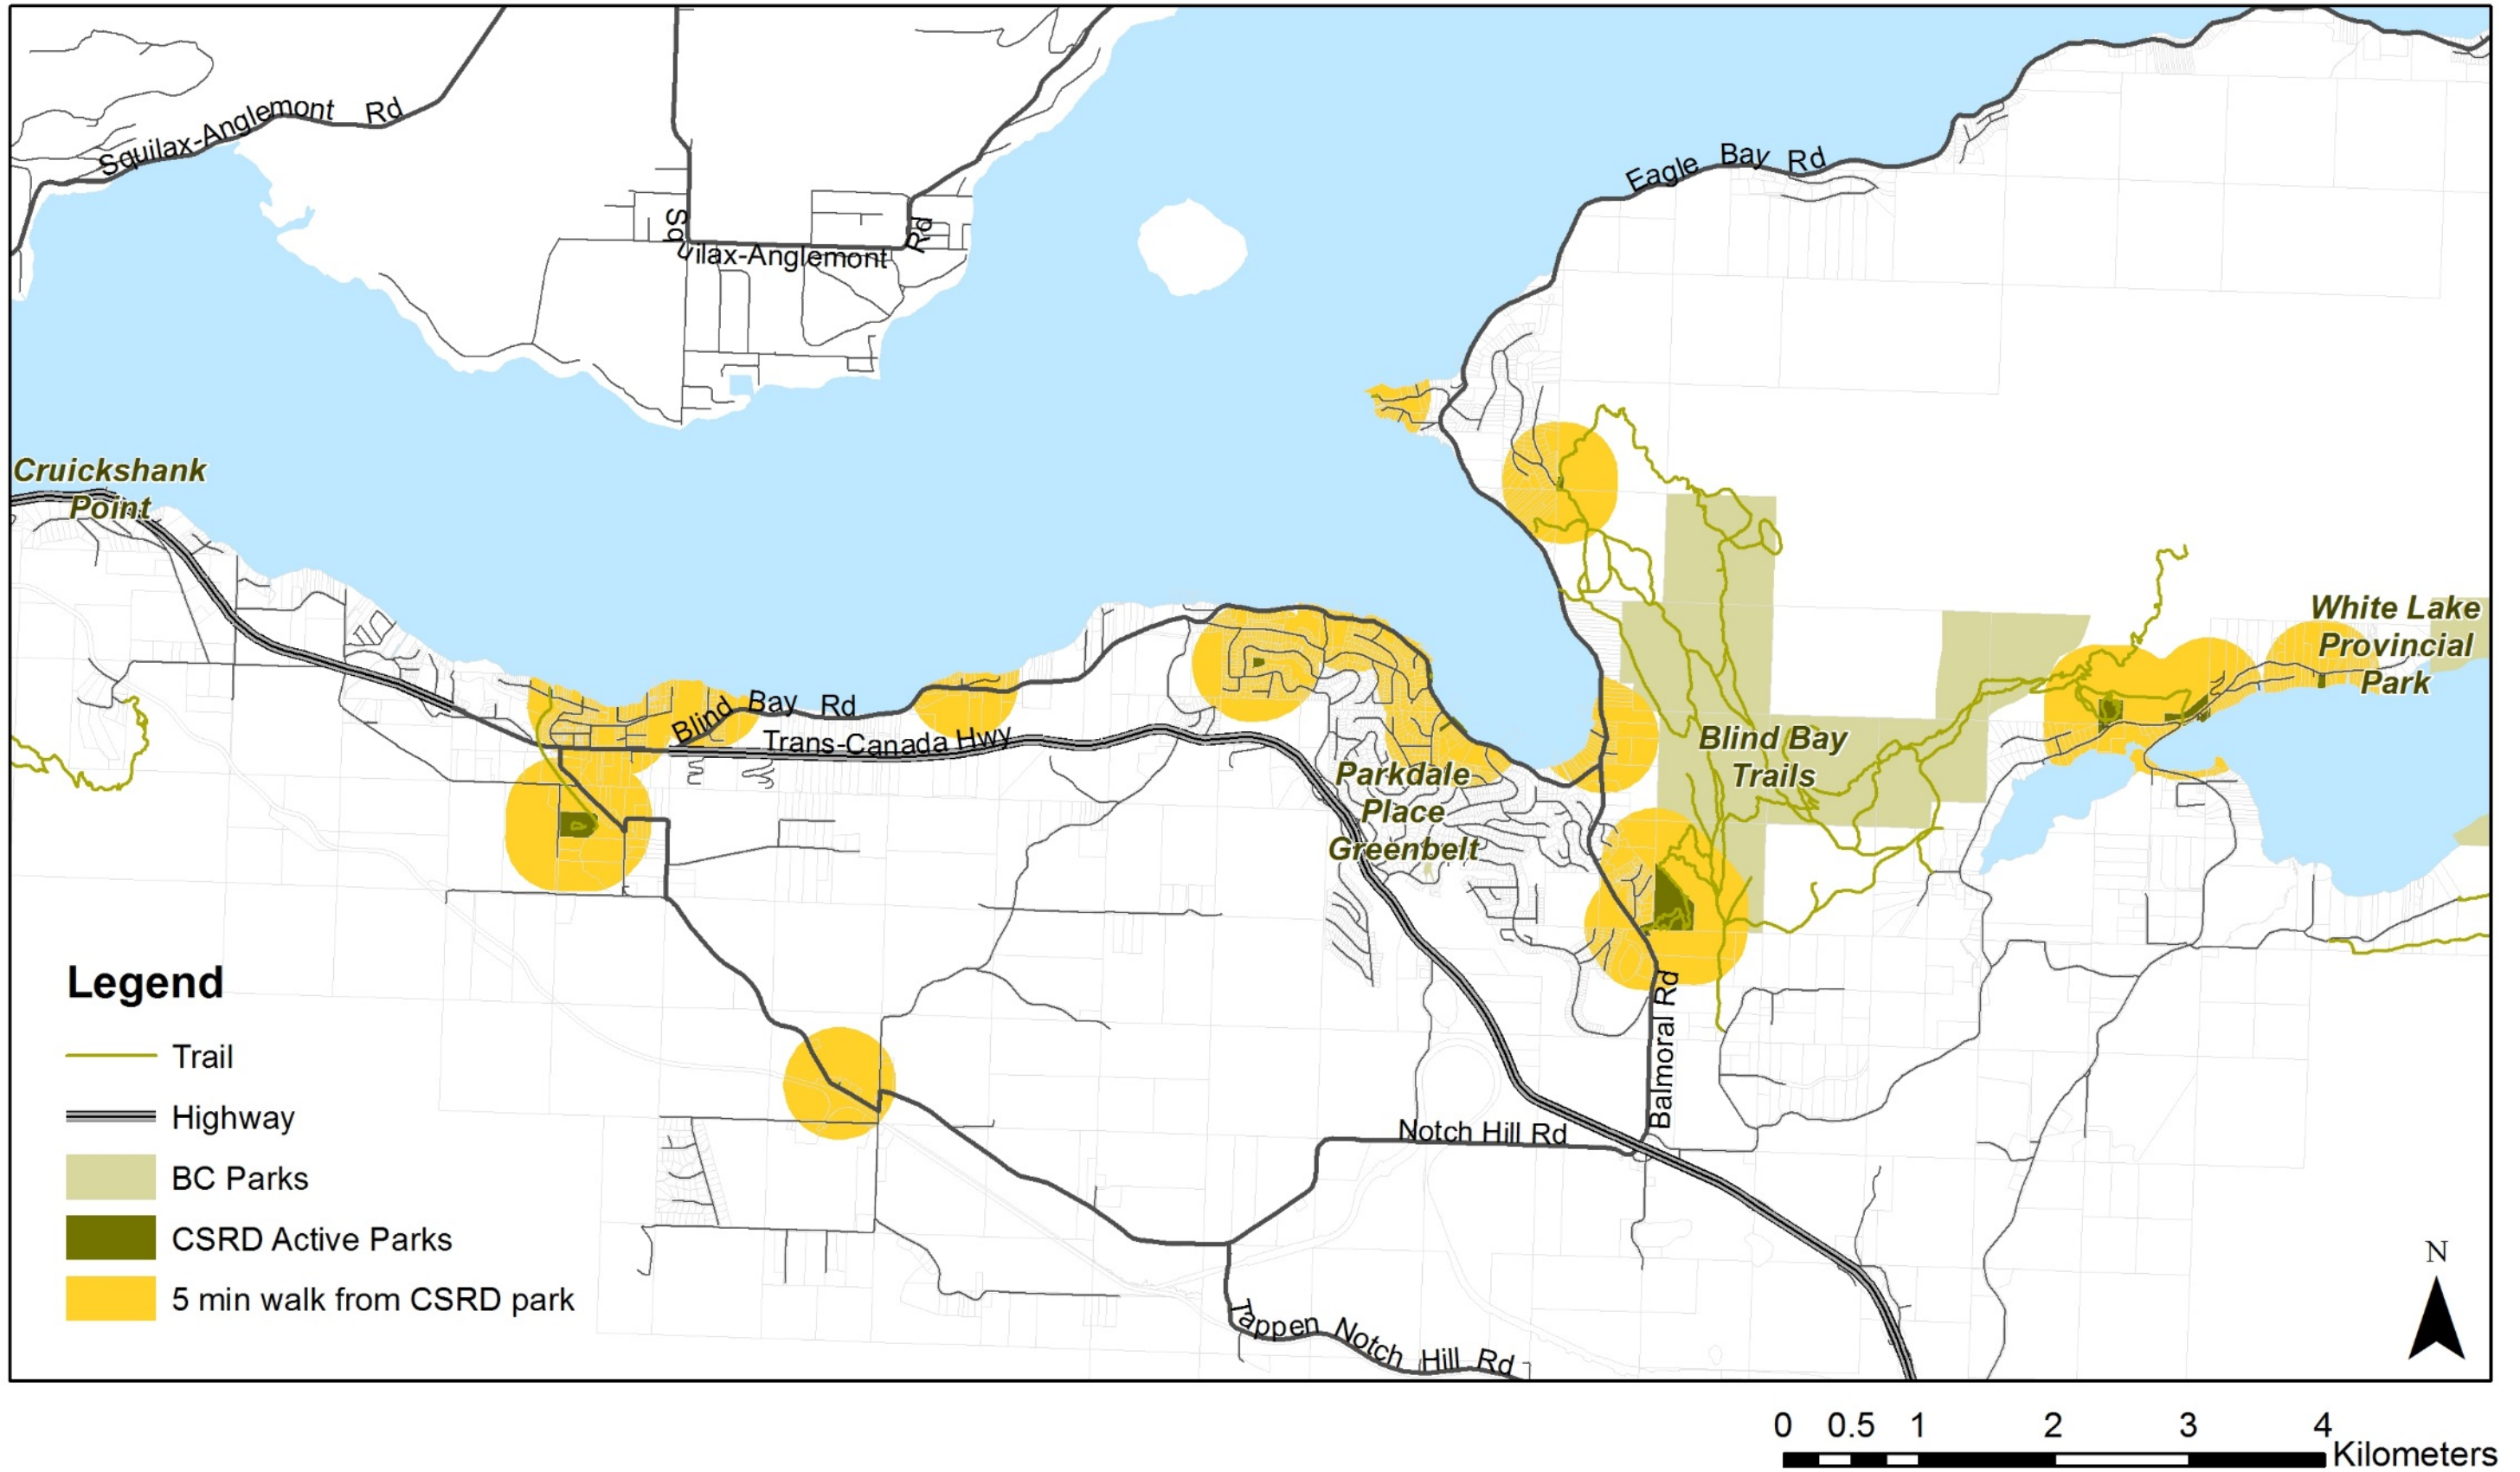 Squilax-Anglemont Rd
Eagle Bay Rd
Squilax-Anglemont Rd
Cruickshank
Point
White Lake
Provincial
Park
Blind Bay Rd
Trans-Canada Hwy
Blind Bay
Trails
Parkdale
Place
Greenbelt
Balmoral Rd
Notch Hill Rd
Tappen Notch Hill Rd
Legend
Trail
Highway
BC Parks
CSRD Active Parks
5 min walk from CSRD park
N
0 0.5 1 2 3 4
Kilometers